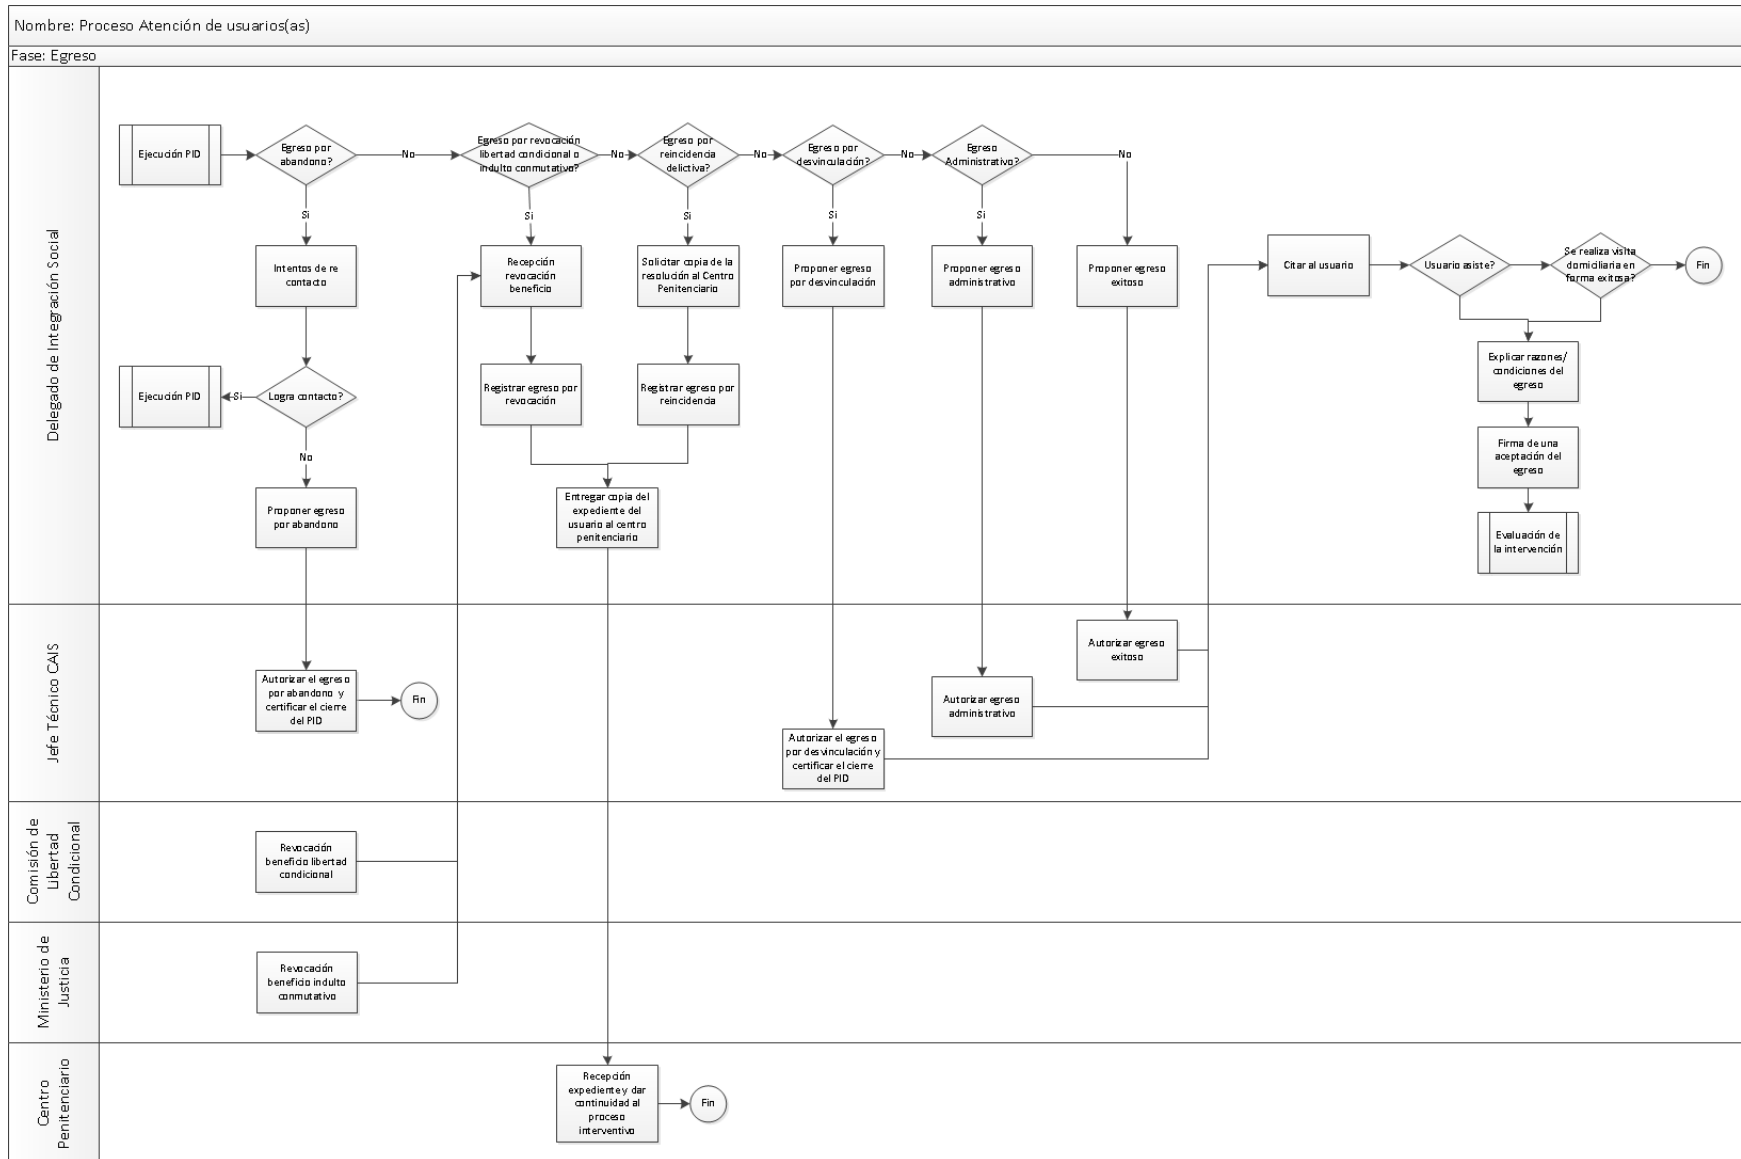 Nombre: Proceso Atención de usuarios(as)
Fase: Egreso
Delegado de Integración Social
Ejecución PID
Egreso por
abandono?
No
Egreso por revocación
libertad condicional o
indulto conmutativo?
No
Egreso por
reincidencia
delictiva?
No
Egreso por
desvinculación?
No
Egreso
Administrativo?
No
Si
Si
Si
Si
Si
Intentos de re
contacto
Recepción
revocación
beneficio
Solicitar copia de la
resolución al Centro
Penitenciario
Proponer egreso
por desvinculación
Proponer egreso
administrativo
Proponer egreso
exitoso
Citar al usuario
Usuario asiste?
Se realiza visita
domiciliaria en
forma exitosa?
Fin
Ejecución PID
Si
Logra contacto?
No
Registrar egreso por
revocación
Registrar egreso por
reincidencia
Explicar razones/
condiciones del
egreso
Firma de una
aceptación del
egreso
Proponer egreso
por abandono
Entregar copia del
expediente del
usuario al centro
penitenciario
Evaluación de
la intervención
Jefe Técnico CAIS
Autorizar el egreso
por abandono y
certificar el cierre
del PID
Fin
Autorizar el egreso
por desvinculación y
certificar el cierre
del PID
Autorizar egreso
administrativo
Autorizar egreso
exitoso
Comisión de
Libertad
Condicional
Revocación
beneficio libertad
condicional
Ministerio de
Justicia
Revocación
beneficio indulto
conmutativo
Centro
Penitenciario
Recepción
expediente y dar
continuidad al
proceso
interventivo
Fin